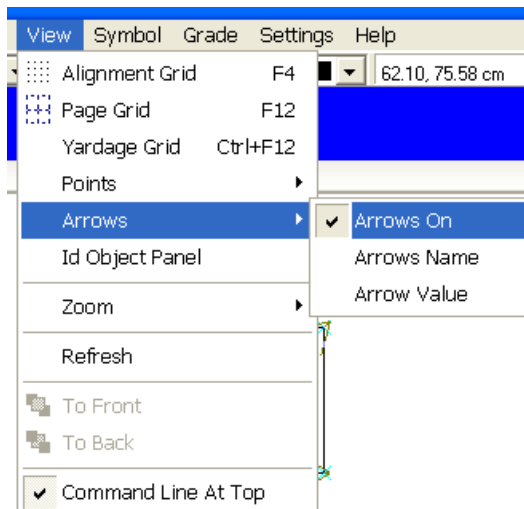 View Symbol Grade Settings Help
62.10, 75.58 cm
Alignment Grid F4
Page Grid F12
Yardage Grid Ctrl+F12
Points
Arrows
Arrows On
Arrows Name
Arrow Value
Id Object Panel
Zoom
Refresh
To Front
To Back
Command Line At Top